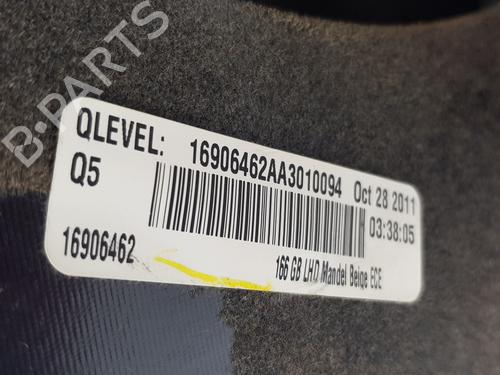 B-PARTS
QLEVEL: 16906462AA3010094 Oct 28 2011
Q5 03:38:05
16906462 166 GB LHD Mandel Beige ECE